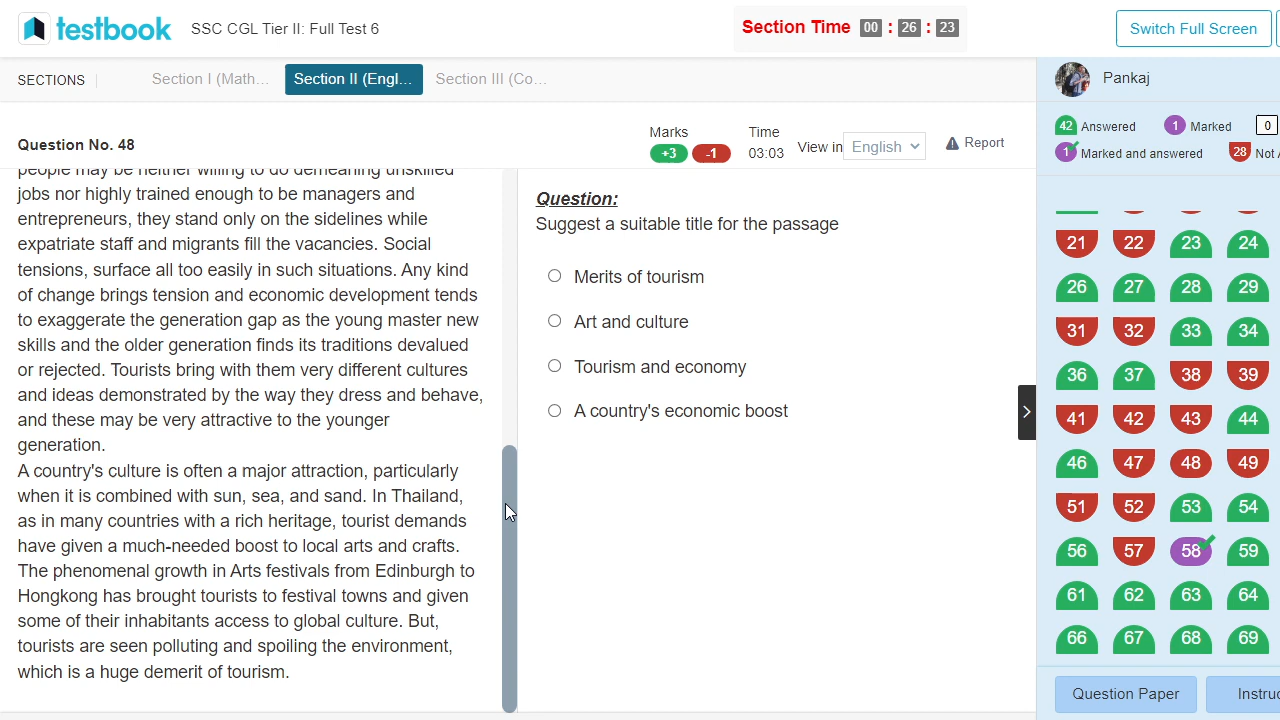 testbook
SSC CGL Tier II: Full Test 6
Section Time 00 : 26 : 23
Switch Full Screen
SECTIONS
Section I (Math...
Section II (Engl...
Section III (Co...
Pankaj
42 Answered
1 Marked
0
1 Marked and answered
28 Not
Question No. 48
Marks
+3 -1
Time
03:03
View in English
Report
people may be neither willing to do demeaning unskilled
jobs nor highly trained enough to be managers and
entrepreneurs, they stand only on the sidelines while
expatriate staff and migrants fill the vacancies. Social
tensions, surface all too easily in such situations. Any kind
of change brings tension and economic development tends
to exaggerate the generation gap as the young master new
skills and the older generation finds its traditions devalued
or rejected. Tourists bring with them very different cultures
and ideas demonstrated by the way they dress and behave,
and these may be very attractive to the younger
generation.
A country's culture is often a major attraction, particularly
when it is combined with sun, sea, and sand. In Thailand,
as in many countries with a rich heritage, tourist demands
have given a much-needed boost to local arts and crafts.
The phenomenal growth in Arts festivals from Edinburgh to
Hongkong has brought tourists to festival towns and given
some of their inhabitants access to global culture. But,
tourists are seen polluting and spoiling the environment,
which is a huge demerit of tourism.
Question:
Suggest a suitable title for the passage
Merits of tourism
Art and culture
Tourism and economy
A country's economic boost
21 22 23 24
26 27 28 29
31 32 33 34
36 37 38 39
41 42 43 44
46 47 48 49
51 52 53 54
56 57 58 59
61 62 63 64
66 67 68 69
Question Paper
Instruc